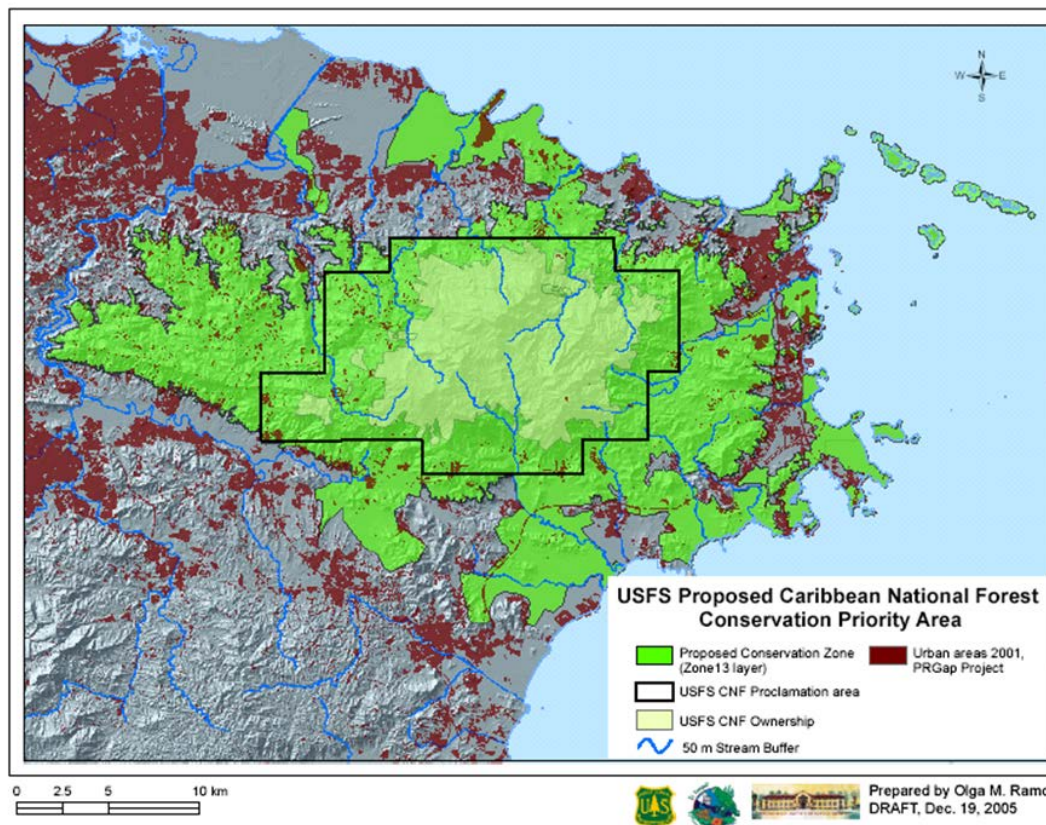 N
W E
S
USFS Proposed Caribbean National Forest
Conservation Priority Area
Proposed Conservation Zone
(Zone13 layer)
Urban areas 2001,
PRGap Project
USFS CNF Proclamation area
USFS CNF Ownership
50 m Stream Buffer
0 2.5 5 10 km
UAS
Prepared by Olga M. Ramo
DRAFT, Dec. 19, 2005